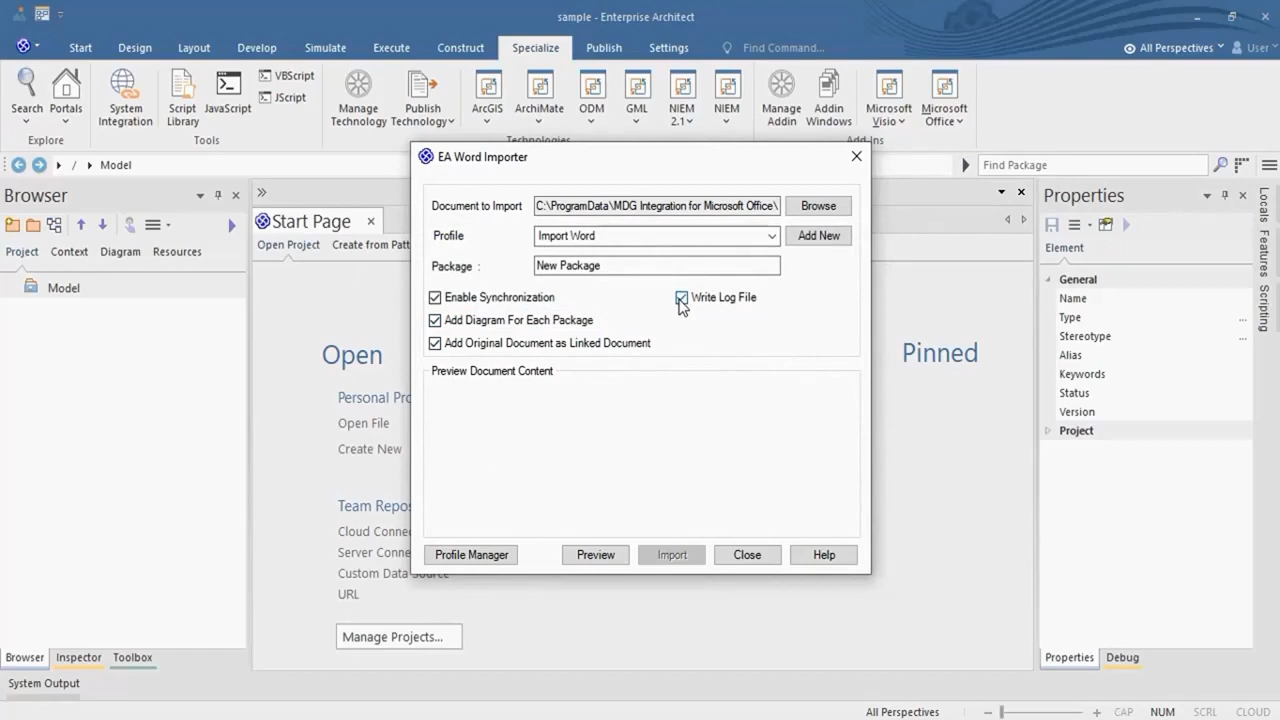 sample - Enterprise Architect
Start Design Layout Develop Simulate Execute Construct Specialize Publish Settings Find Command... All Perspectives User
Search Portals System Integration Script Library JavaScript VBScript JScript Manage Technology Publish Technology ArcGIS ArchiMate ODM GML NIEM 2.1 NIEM Manage Addin Addin Windows Microsoft Visio Microsoft Office
Explore Tools Technologies Add-Ins
/ Model Find Package
Browser
Project Context Diagram Resources
Model
Start Page
Open Project Create from Patt
Open
Personal Pro
Open File
Create New
Team Repos
Cloud Connec
Server Conne
Custom Data Source
URL
Manage Projects...
Pinned
EA Word Importer
Document to Import C:\ProgramData\MDG Integration for Microsoft Office\ Browse
Profile Import Word Add New
Package : New Package
Enable Synchronization Write Log File
Add Diagram For Each Package
Add Original Document as Linked Document
Preview Document Content
Profile Manager Preview Import Close Help
Properties
Element
General
Name
Type ...
Stereotype ...
Alias
Keywords
Status
Version
Project
Locals Features Scripting
Browser Inspector Toolbox
Properties Debug
System Output
All Perspectives CAP NUM SCRL CLOUD